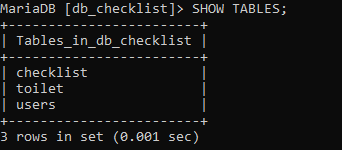 MariaDB [db_checklist]> SHOW TABLES;
+------------------------+
| Tables_in_db_checklist |
+------------------------+
| checklist              |
| toilet                 |
| users                  |
+------------------------+
3 rows in set (0.001 sec)